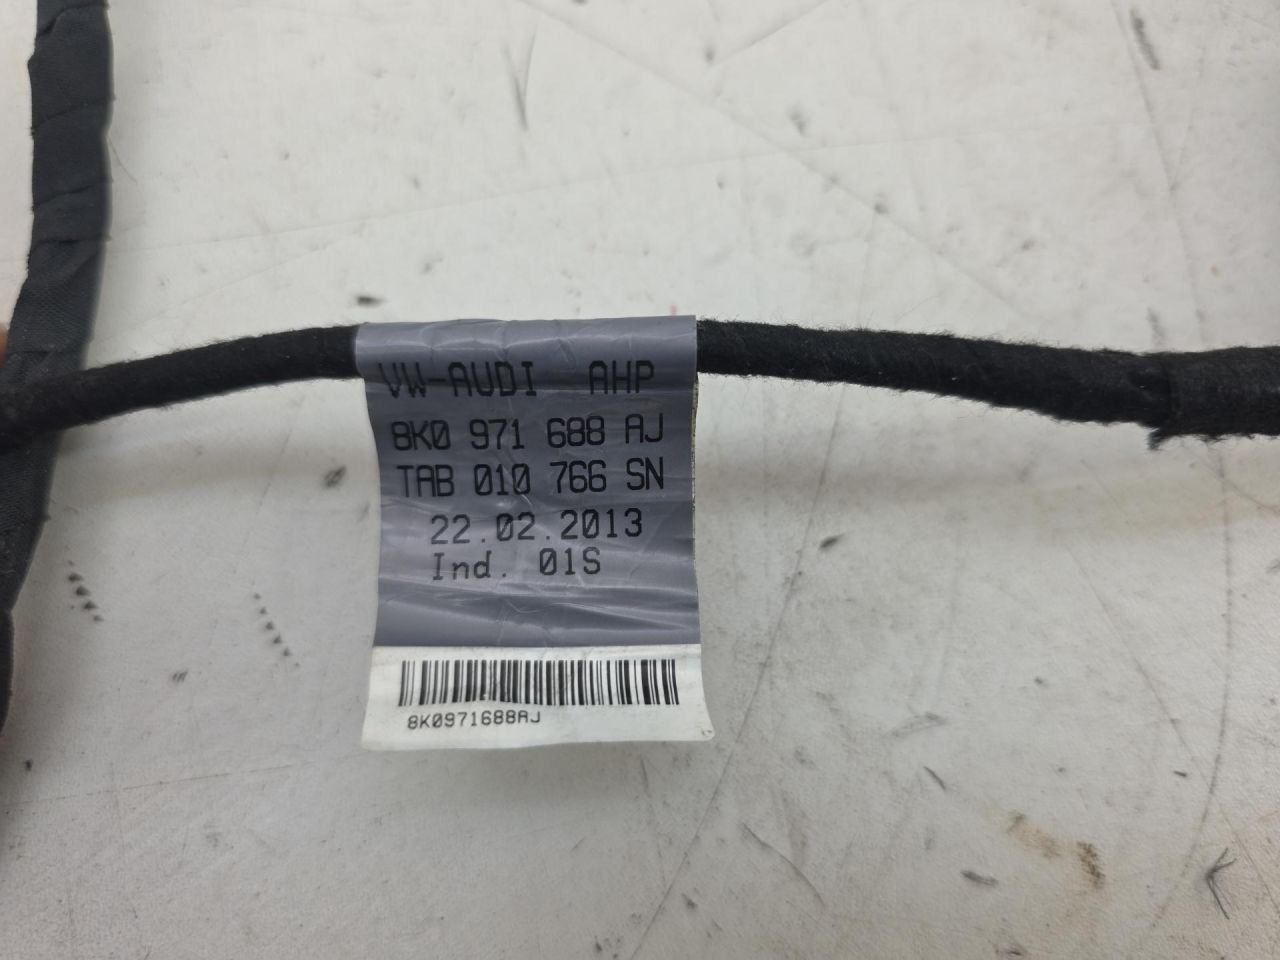 VW-AUDI AHP
8K0 971 688 AJ
TAB 010 766 SN
22.02.2013
Ind. 01S
8K0971688AJ